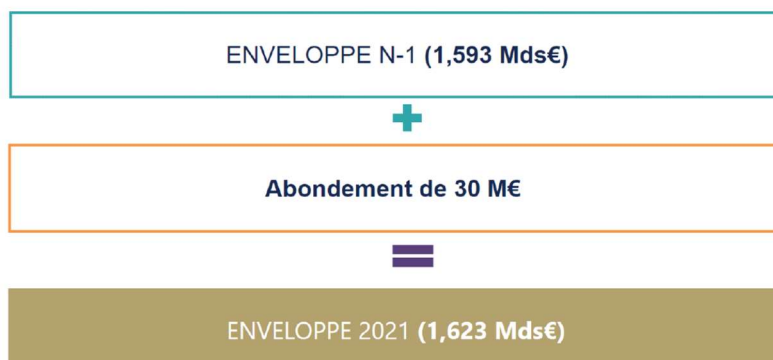 ENVELOPPE N-1 (1,593 Mds€)
+
Abondement de 30 M€
=
ENVELOPPE 2021 (1,623 Mds€)